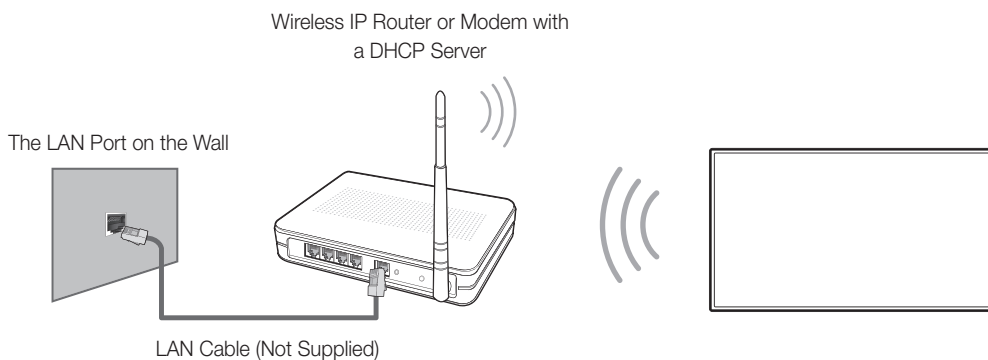 Wireless IP Router or Modem with
a DHCP Server
The LAN Port on the Wall
LAN Cable (Not Supplied)